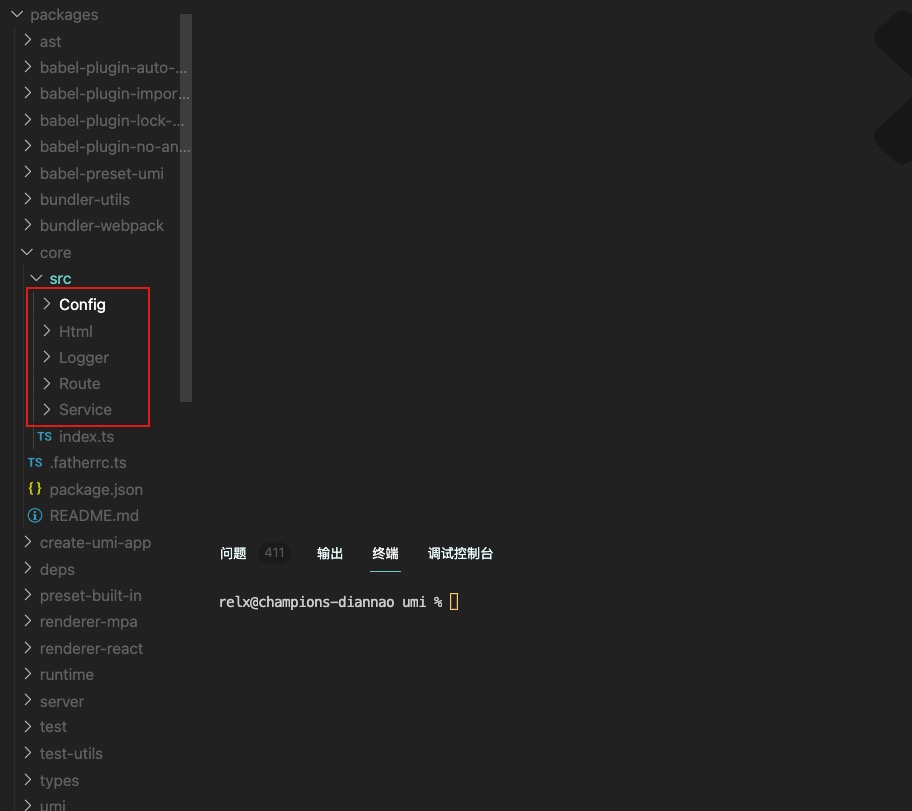 packages
ast
babel-plugin-auto-...
babel-plugin-impor...
babel-plugin-lock-...
babel-plugin-no-an...
babel-preset-umi
bundler-utils
bundler-webpack
core
src
Config
Html
Logger
Route
Service
TS index.ts
TS .fatherrc.ts
{} package.json
README.md
create-umi-app
deps
preset-built-in
renderer-mpa
renderer-react
runtime
server
test
test-utils
types
umi
问题 411 输出 终端 调试控制台
relx@champions-diannao umi %